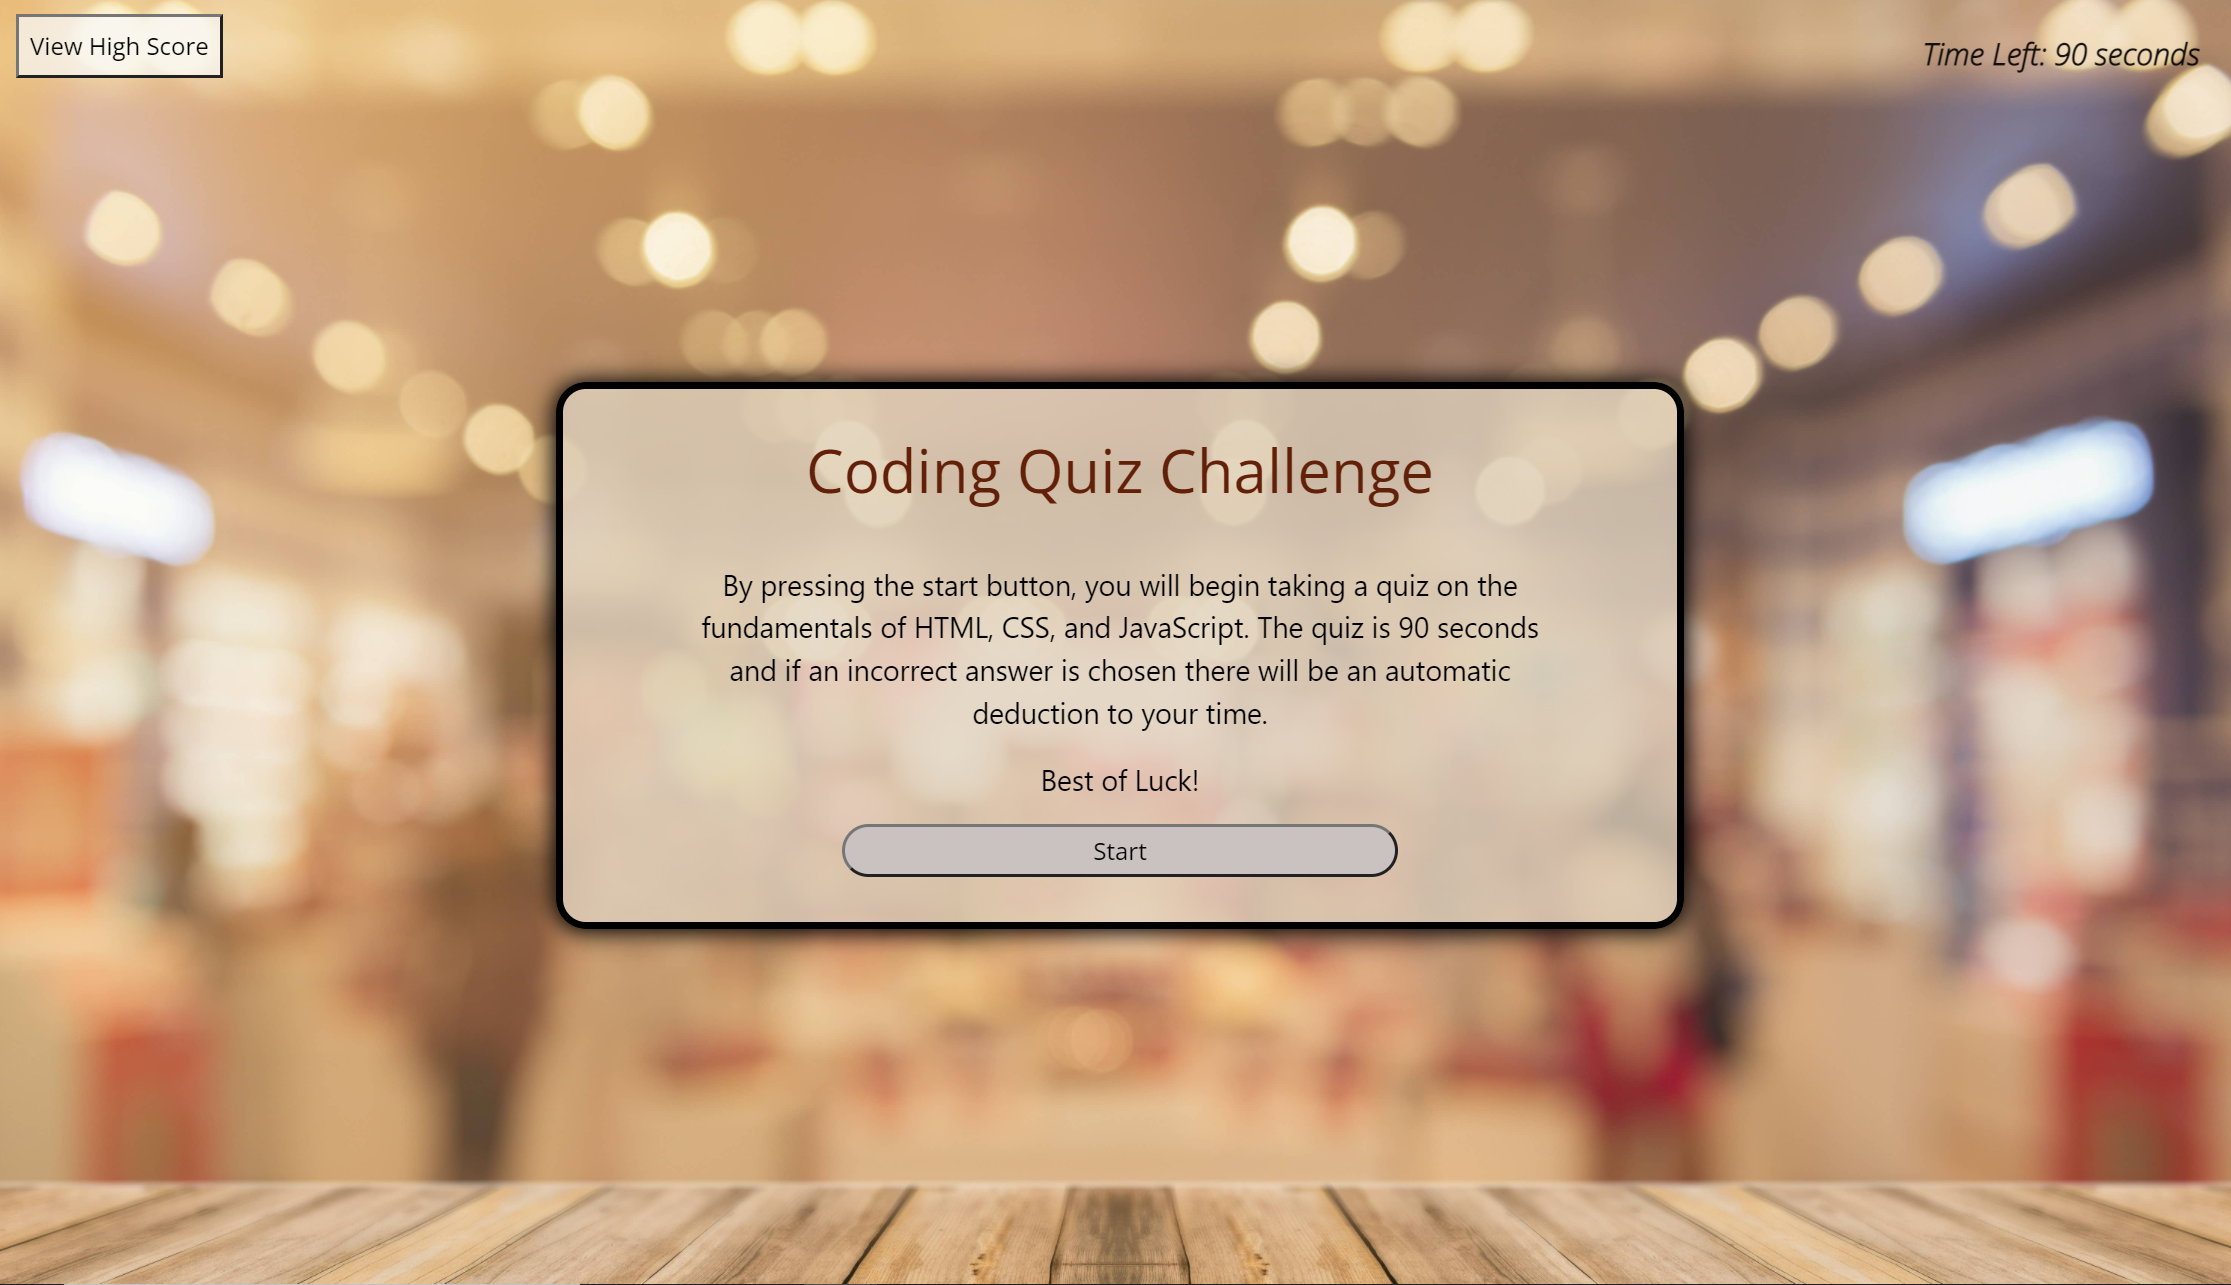 View High Score
Time Left: 90 seconds
Coding Quiz Challenge
By pressing the start button, you will begin taking a quiz on the
fundamentals of HTML, CSS, and JavaScript. The quiz is 90 seconds
and if an incorrect answer is chosen there will be an automatic
deduction to your time.
Best of Luck!
Start